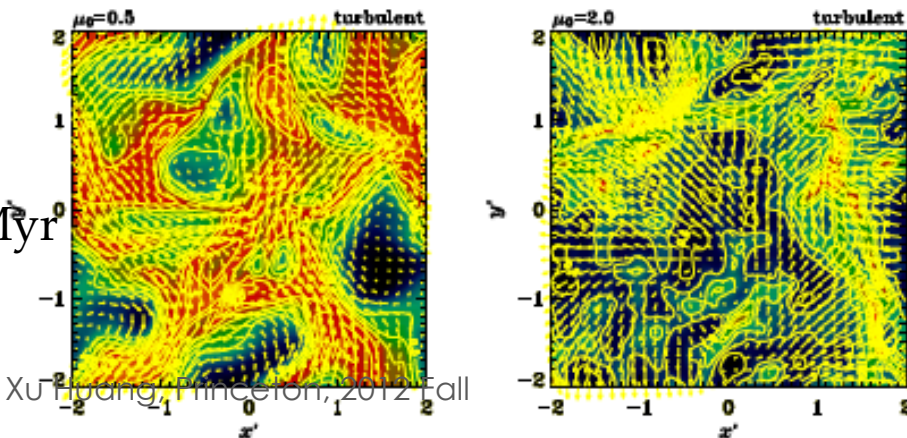 μ₀=0.5 turbulent
2
1
0
−1
−2
y'
−2 −1 0 1 2
x'
μ₀=2.0 turbulent
2
1
0
−1
−2
y'
−2 −1 0 1 2
x'
Myr
Xu Huang, Princeton, 2012 Fall